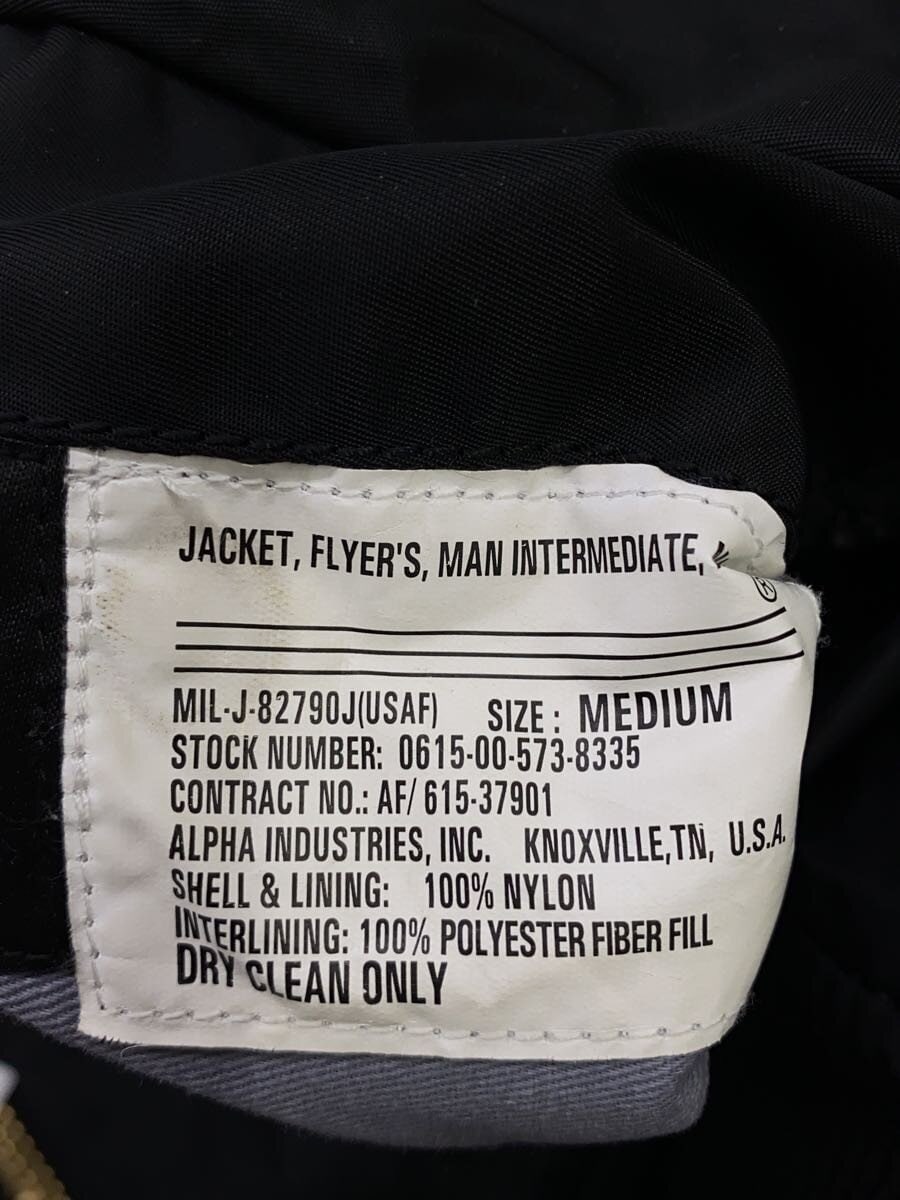 JACKET, FLYER'S, MAN INTERMEDIATE,
®
MIL-J-82790J(USAF) SIZE: MEDIUM
STOCK NUMBER: 0615-00-573-8335
CONTRACT NO.: AF/ 615-37901
ALPHA INDUSTRIES, INC. KNOXVILLE,TN, U.S.A.
SHELL & LINING: 100% NYLON
INTERLINING: 100% POLYESTER FIBER FILL
DRY CLEAN ONLY